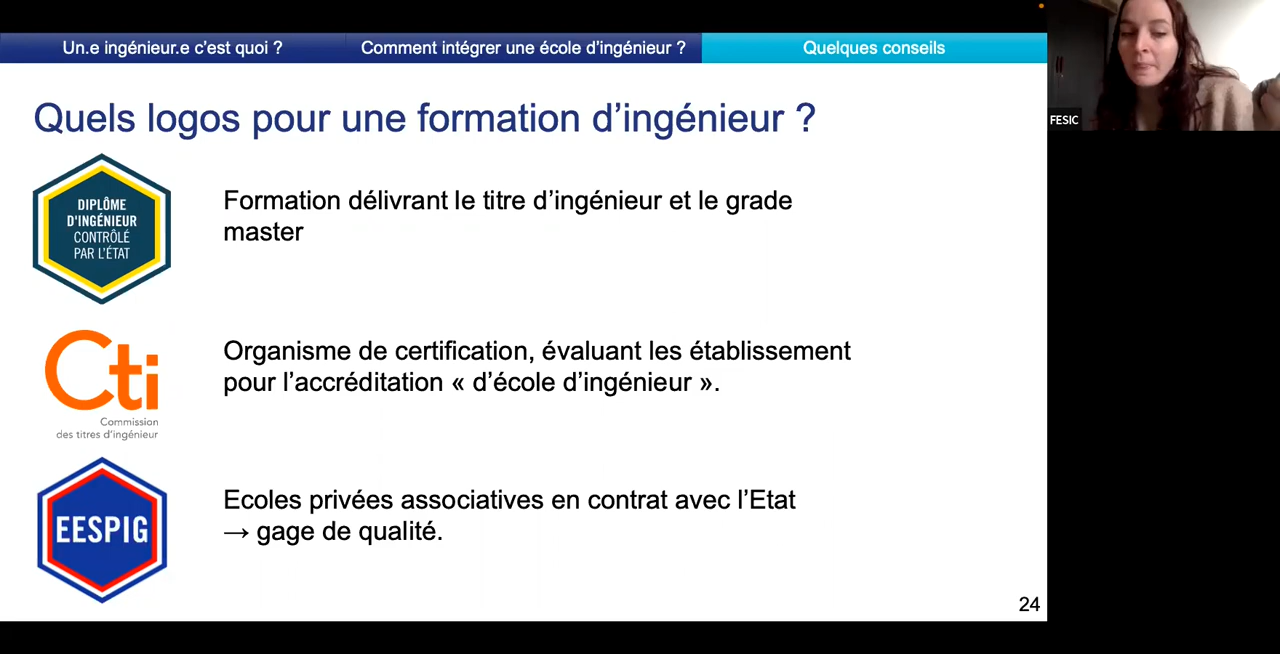 Un.e ingénieur.e c’est quoi ?
Comment intégrer une école d’ingénieur ?
Quelques conseils
FESIC
Quels logos pour une formation d’ingénieur ?
DIPLÔME
D'INGÉNIEUR
CONTRÔLÉ
PAR L'ÉTAT
Formation délivrant le titre d’ingénieur et le grade
master
Cti
Commission
des titres d’ingénieur
Organisme de certification, évaluant les établissement
pour l’accréditation « d’école d’ingénieur ».
EESPIG
Ecoles privées associatives en contrat avec l’Etat
→ gage de qualité.
24